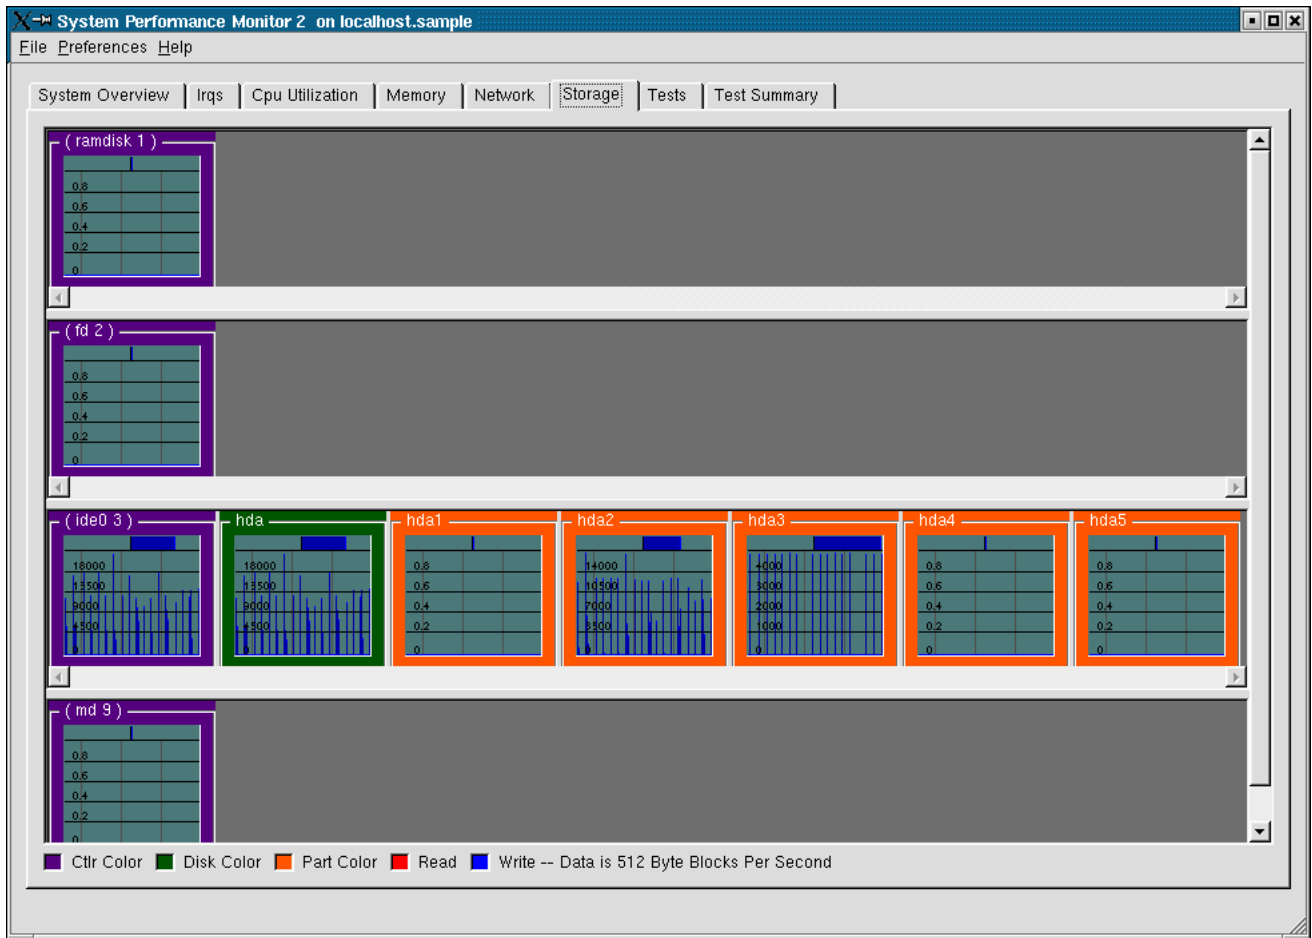 System Performance Monitor 2 on localhost.sample
File Preferences Help
System Overview Irqs Cpu Utilization Memory Network Storage Tests Test Summary
( ramdisk 1 )
0.8
0.6
0.4
0.2
0
( fd 2 )
0.8
0.6
0.4
0.2
0
( ide0 3 ) hda hda1 hda2 hda3 hda4 hda5
18000 18000 0.8 14000 4000 0.8 0.8
13500 13500 0.6 10500 3000 0.6 0.6
9000 9000 0.4 7000 2000 0.4 0.4
4500 4500 0.2 3500 1000 0.2 0.2
0 0 0 0 0 0 0
( md 9 )
0.8
0.6
0.4
0.2
0
Ctlr Color Disk Color Part Color Read Write -- Data is 512 Byte Blocks Per Second